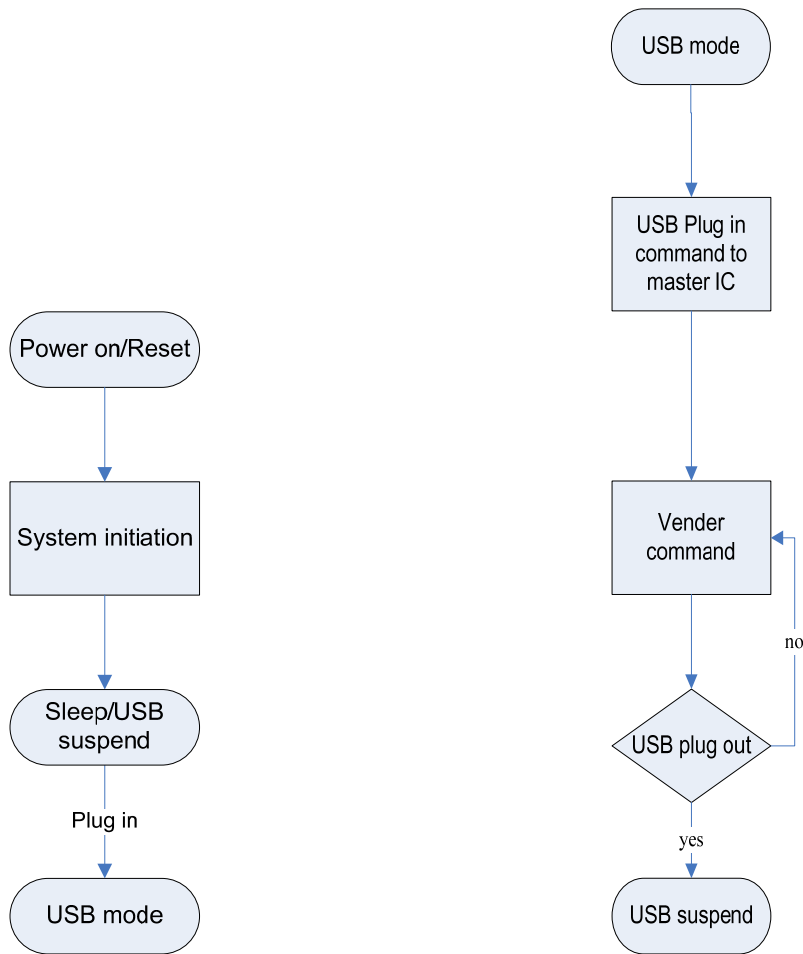 Power on/Reset
System initiation
Sleep/USB
suspend
Plug in
USB mode
USB mode
USB Plug in
command to
master IC
Vender
command
no
USB plug out
yes
USB suspend